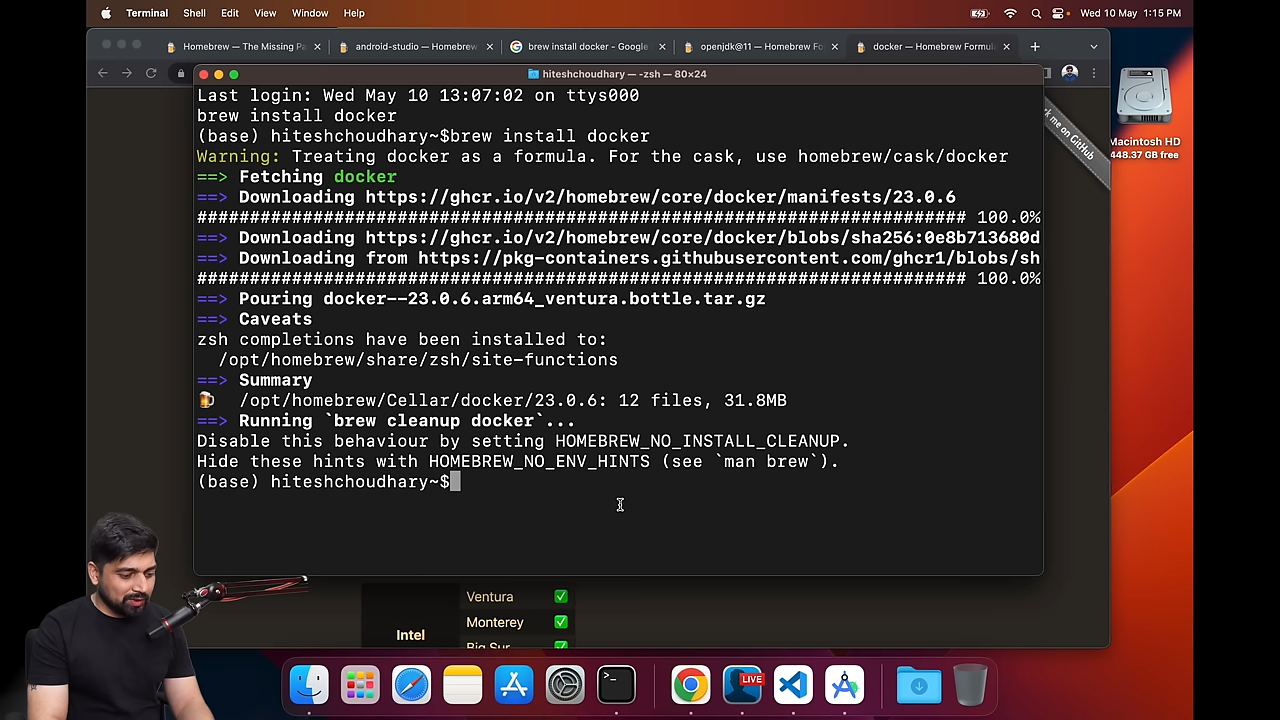 Terminal Shell Edit View Window Help Wed 10 May 1:15 PM
Homebrew — The Missing Pa android-studio — Homebrew brew install docker - Google openjdk@11 — Homebrew Fo docker — Homebrew Formul
hiteshchoudhary — -zsh — 80×24
Last login: Wed May 10 13:07:02 on ttys000
brew install docker
(base) hiteshchoudhary~$brew install docker
Warning: Treating docker as a formula. For the cask, use homebrew/cask/docker
==> Fetching docker
==> Downloading https://ghcr.io/v2/homebrew/core/docker/manifests/23.0.6
######################################################################### 100.0%
==> Downloading https://ghcr.io/v2/homebrew/core/docker/blobs/sha256:0e8b713680d
==> Downloading from https://pkg-containers.githubusercontent.com/ghcr1/blobs/sh
######################################################################### 100.0%
==> Pouring docker--23.0.6.arm64_ventura.bottle.tar.gz
==> Caveats
zsh completions have been installed to:
/opt/homebrew/share/zsh/site-functions
==> Summary
🍺 /opt/homebrew/Cellar/docker/23.0.6: 12 files, 31.8MB
==> Running `brew cleanup docker`...
Disable this behaviour by setting HOMEBREW_NO_INSTALL_CLEANUP.
Hide these hints with HOMEBREW_NO_ENV_HINTS (see `man brew`).
(base) hiteshchoudhary~$
k me on GitHub
Macintosh HD
448.37 GB free
Ventura ✅
Monterey ✅
Intel
Big Sur
LIVE